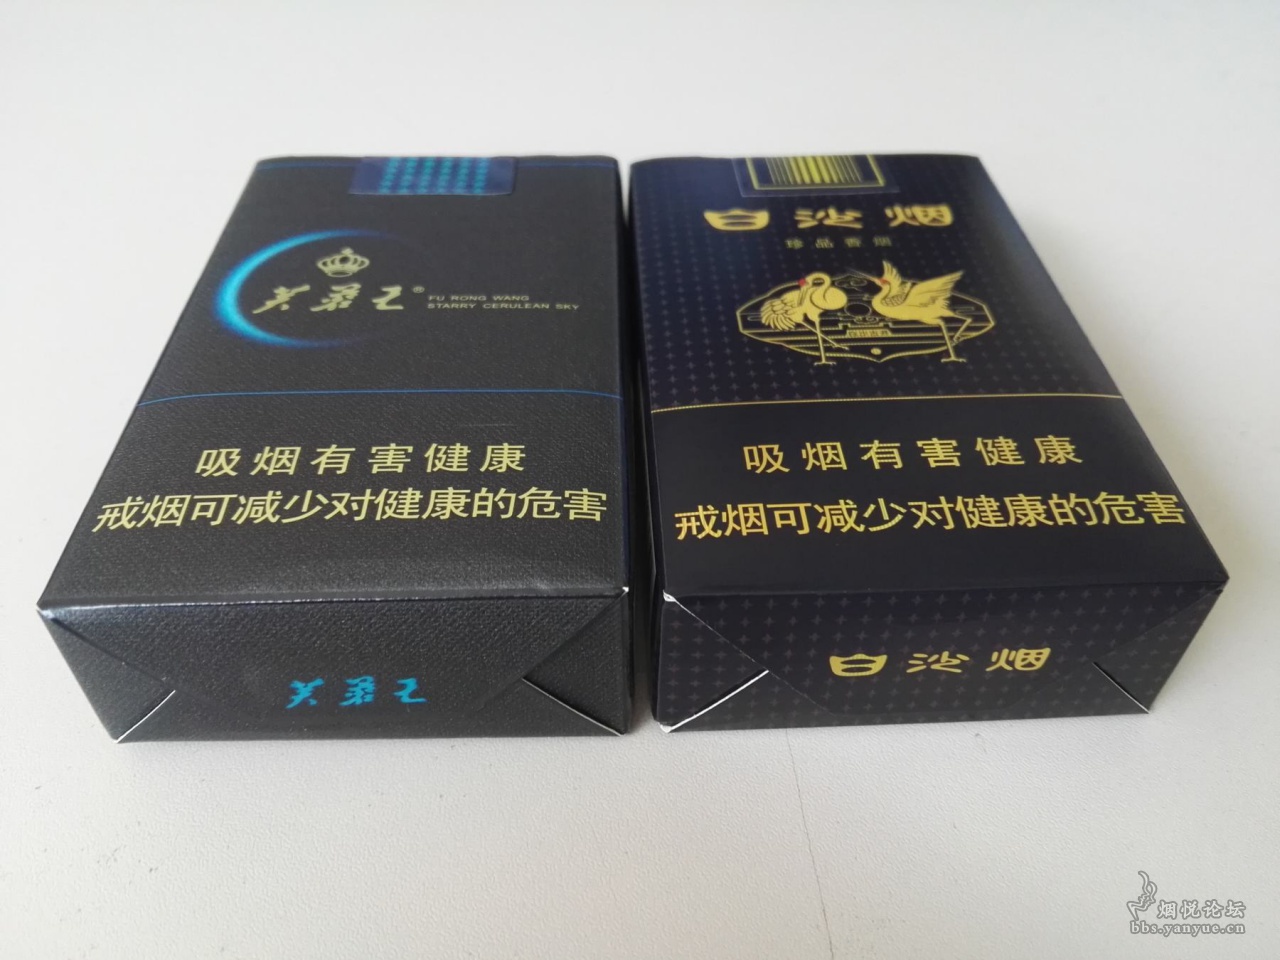 芙蓉王®
FU RONG WANG
STARRY CERULEAN SKY
吸烟有害健康
戒烟可减少对健康的危害
芙蓉王
白沙烟
珍品香烟
吸烟有害健康
戒烟可减少对健康的危害
白沙烟
烟悦论坛
bbs.yanyue.cn